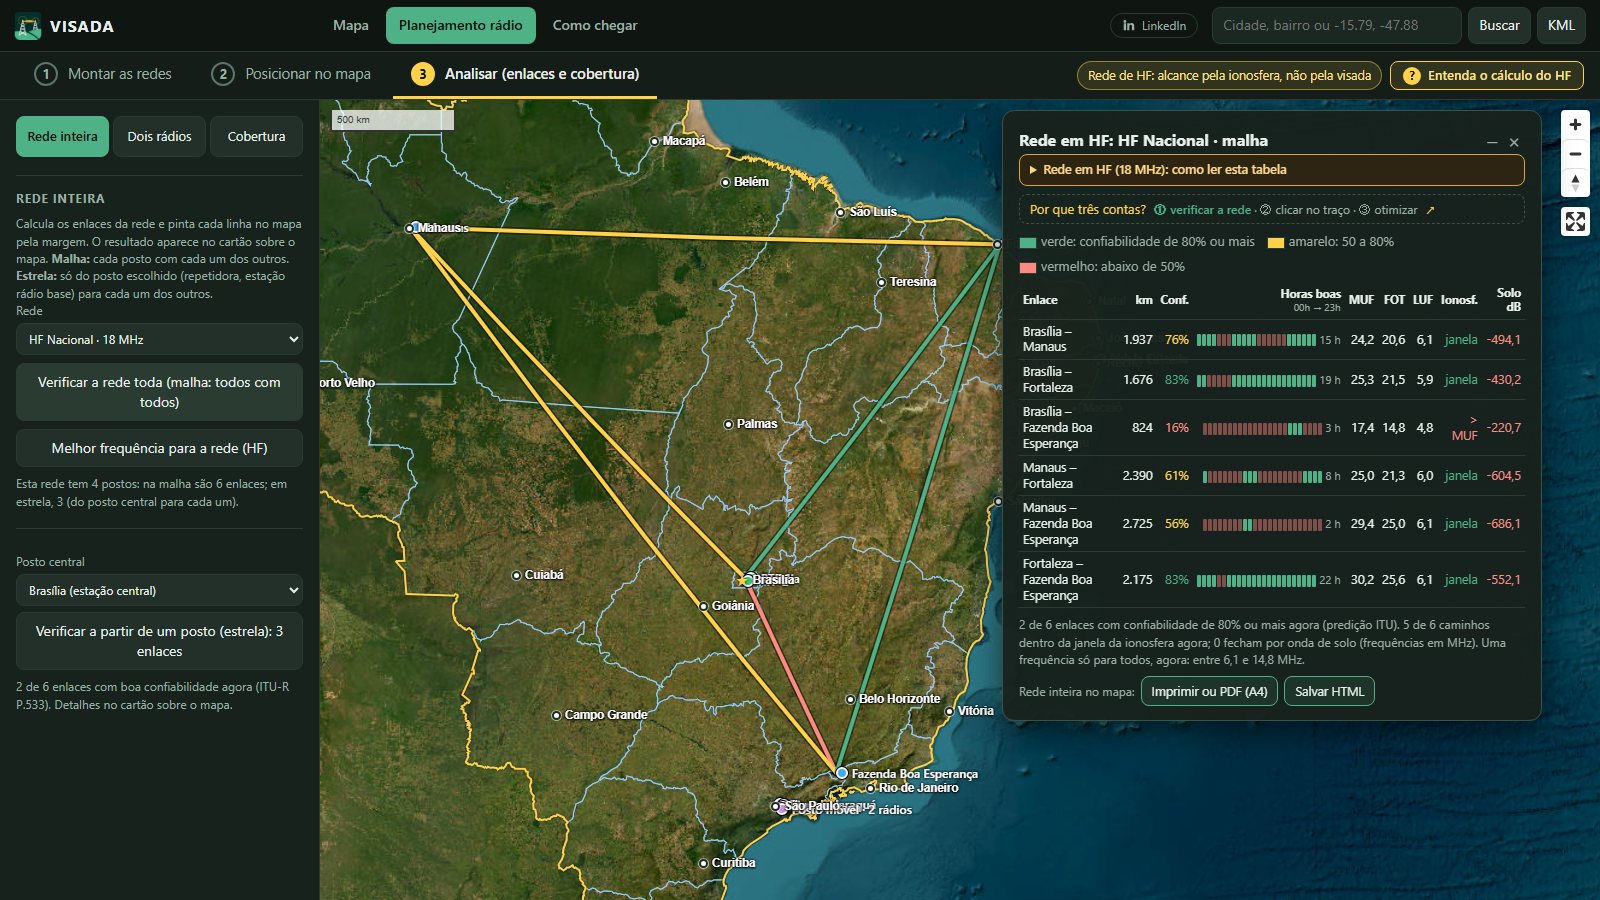 VISADA
Mapa
Planejamento rádio
Como chegar
in LinkedIn
Cidade, bairro ou -15.79, -47.88
Buscar
KML
1 Montar as redes
2 Posicionar no mapa
3 Analisar (enlaces e cobertura)
Rede de HF: alcance pela ionosfera, não pela visada
? Entenda o cálculo do HF
Rede inteira
Dois rádios
Cobertura
REDE INTEIRA
Calcula os enlaces da rede e pinta cada linha no mapa
pela margem. O resultado aparece no cartão sobre o
mapa. Malha: cada posto com cada um dos outros.
Estrela: só do posto escolhido (repetidora, estação
rádio base) para cada um dos outros.
Rede
HF Nacional · 18 MHz
Verificar a rede toda (malha: todos com
todos)
Melhor frequência para a rede (HF)
Esta rede tem 4 postos: na malha são 6 enlaces; em
estrela, 3 (do posto central para cada um).
Posto central
Brasília (estação central)
Verificar a partir de um posto (estrela): 3
enlaces
2 de 6 enlaces com boa confiabilidade agora (ITU-R
P.533). Detalhes no cartão sobre o mapa.
500 km
Macapá
Belém
São Luís
Manaus
Teresina
orto Velho
Palmas
Brasília
Cuiabá
Goiânia
Belo Horizonte
Campo Grande
Vitória
Fazenda Boa Esperança
Rio de Janeiro
São Paulo
2 rádios
Curitiba
Rede em HF: HF Nacional · malha
Rede em HF (18 MHz): como ler esta tabela
Por que três contas? ① verificar a rede · ② clicar no traço · ③ otimizar ↗
verde: confiabilidade de 80% ou mais
amarelo: 50 a 80%
vermelho: abaixo de 50%
Enlace km Conf. Horas boas 00h → 23h MUF FOT LUF Ionosf. Solo dB
Brasília – Manaus 1.937 76% 15 h 24,2 20,6 6,1 janela -494,1
Brasília – Fortaleza 1.676 83% 19 h 25,3 21,5 5,9 janela -430,2
Brasília – Fazenda Boa Esperança 824 16% 3 h 17,4 14,8 4,8 > MUF -220,7
Manaus – Fortaleza 2.390 61% 8 h 25,0 21,3 6,0 janela -604,5
Manaus – Fazenda Boa Esperança 2.725 56% 2 h 29,4 25,0 6,1 janela -686,1
Fortaleza – Fazenda Boa Esperança 2.175 83% 22 h 30,2 25,6 6,1 janela -552,1
2 de 6 enlaces com confiabilidade de 80% ou mais agora (predição ITU). 5 de 6 caminhos
dentro da janela da ionosfera agora; 0 fecham por onda de solo (frequências em MHz). Uma
frequência só para todos, agora: entre 6,1 e 14,8 MHz.
Rede inteira no mapa:
Imprimir ou PDF (A4)
Salvar HTML